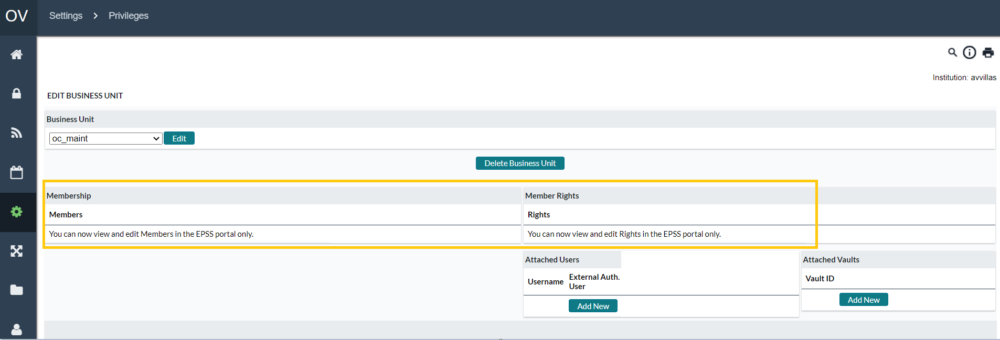 OV
Settings > Privileges
Institution: avvillas
EDIT BUSINESS UNIT
Business Unit
oc_maint Edit
Delete Business Unit
Membership Member Rights
Members Rights
You can now view and edit Members in the EPSS portal only. You can now view and edit Rights in the EPSS portal only.
Attached Users Attached Vaults
Username External Auth. User Vault ID
Add New Add New